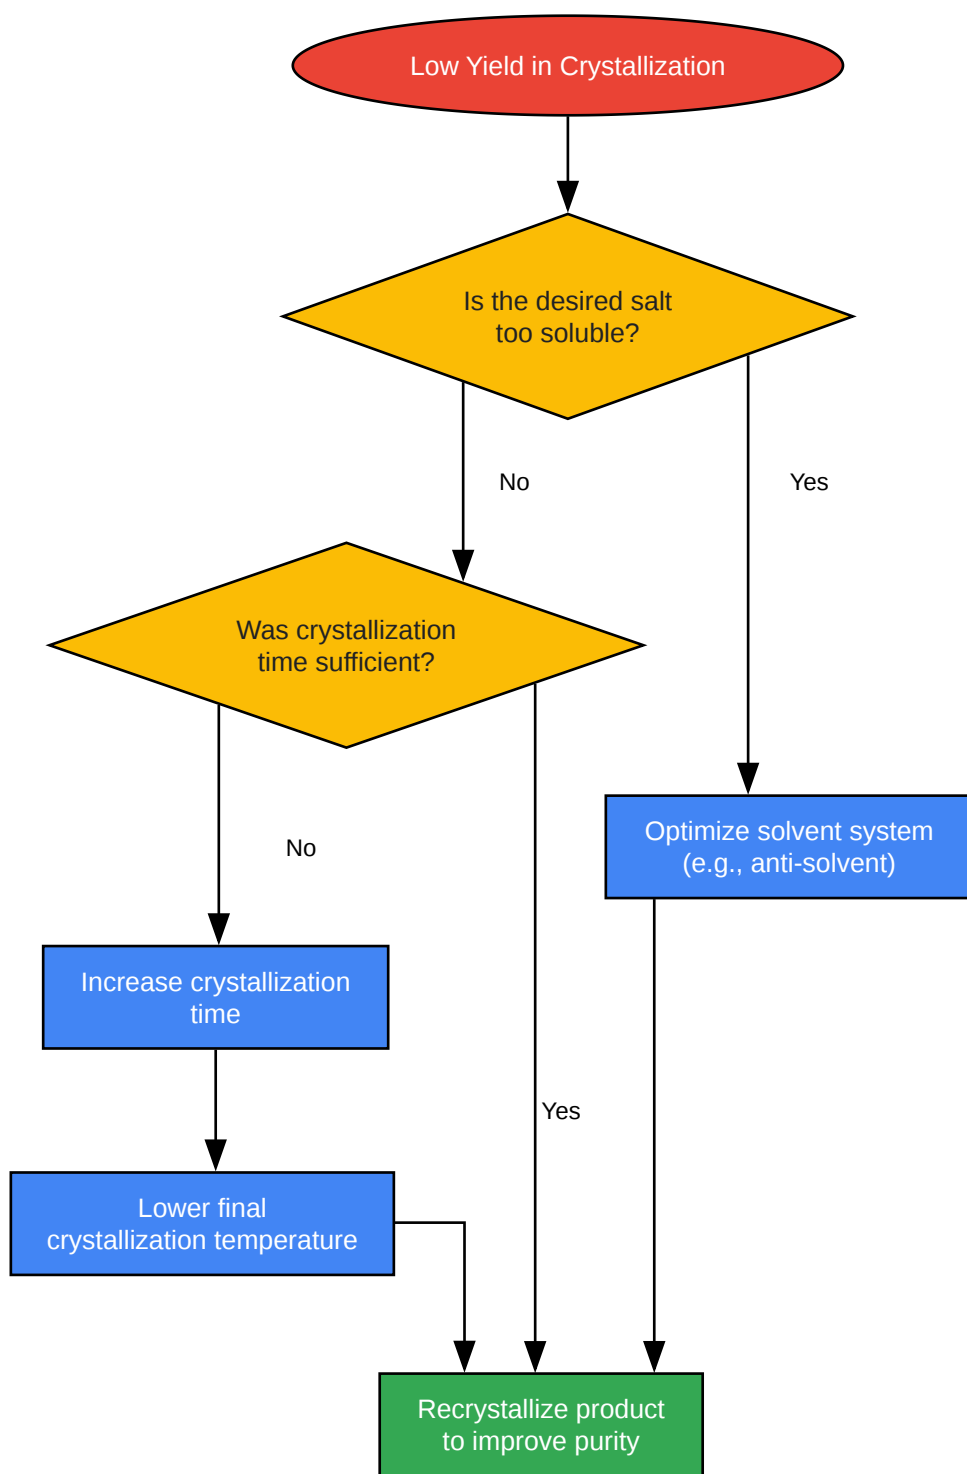 Low Yield in Crystallization
Is the desired salt
too soluble?
No
Yes
Was crystallization
time sufficient?
Optimize solvent system
(e.g., anti-solvent)
No
Increase crystallization
time
Yes
Lower final
crystallization temperature
Recrystallize product
to improve purity